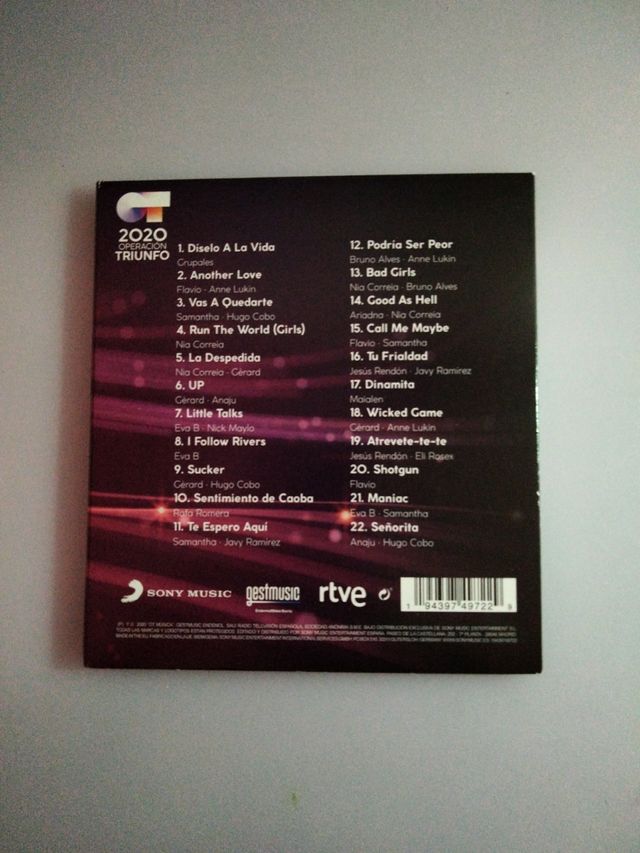 OT
2020
OPERACIÓN
TRIUNFO
1. Díselo A La Vida
Grupales
2. Another Love
Flavio · Anne Lukin
3. Vas A Quedarte
Samantha · Hugo Cobo
4. Run The World (Girls)
Nia Correia
5. La Despedida
Nia Correia · Gèrard
6. UP
Gèrard · Anaju
7. Little Talks
Eva B · Nick Maylo
8. I Follow Rivers
Eva B
9. Sucker
Gèrard · Hugo Cobo
10. Sentimiento de Caoba
Rafa Romera
11. Te Espero Aquí
Samantha · Javy Ramírez
12. Podría Ser Peor
Bruno Alves · Anne Lukin
13. Bad Girls
Nia Correia · Bruno Alves
14. Good As Hell
Ariadna · Nia Correia
15. Call Me Maybe
Flavio · Samantha
16. Tu Frialdad
Jesús Rendón · Javy Ramírez
17. Dinamita
Maialen
18. Wicked Game
Gèrard · Anne Lukin
19. Atrevete-te-te
Jesús Rendón · Eli Rosex
20. Shotgun
Flavio
21. Maniac
Eva B · Samantha
22. Señorita
Anaju · Hugo Cobo
SONY MUSIC
gestmusic
rtve
1 94397 49722 9